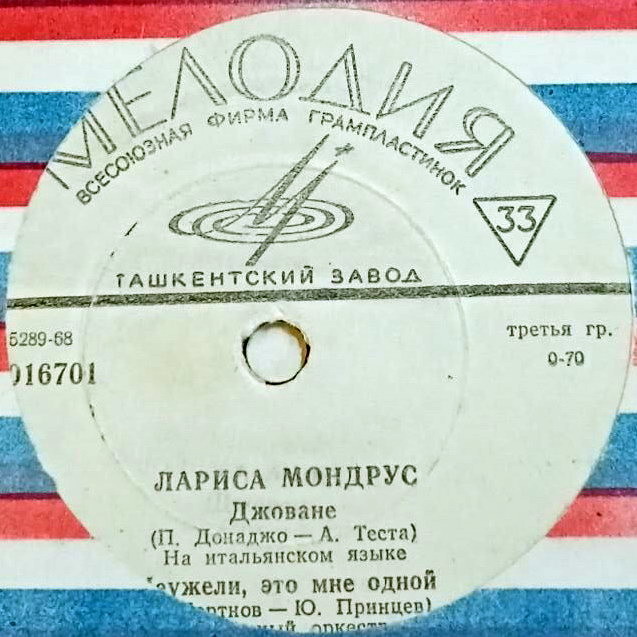 МЕЛОДИЯ
ВСЕСОЮЗНАЯ ФИРМА ГРАМПЛАСТИНОК
33
ТАШКЕНТСКИЙ ЗАВОД
5289-68
третья гр.
016701
0-70
ЛАРИСА МОНДРУС
Джоване
(П. Донаджо — А. Теста)
На итальянском языке
это мне одной
— Ю. Принцев)